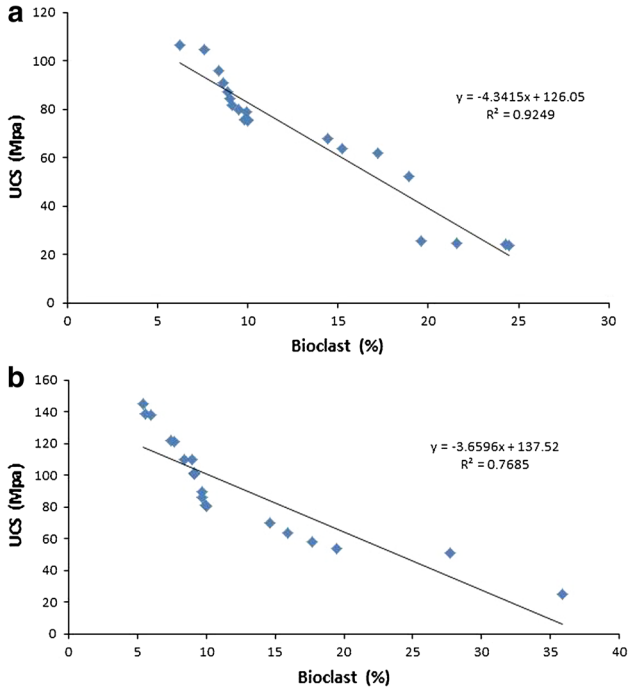 a
120
100
80
60
40
20
0
UCS (Mpa)
y = -4.3415x + 126.05
R² = 0.9249
0 5 10 15 20 25 30
Bioclast (%)
b
160
140
120
100
80
60
40
20
0
UCS (Mpa)
y = -3.6596x + 137.52
R² = 0.7685
0 5 10 15 20 25 30 35 40
Bioclast (%)